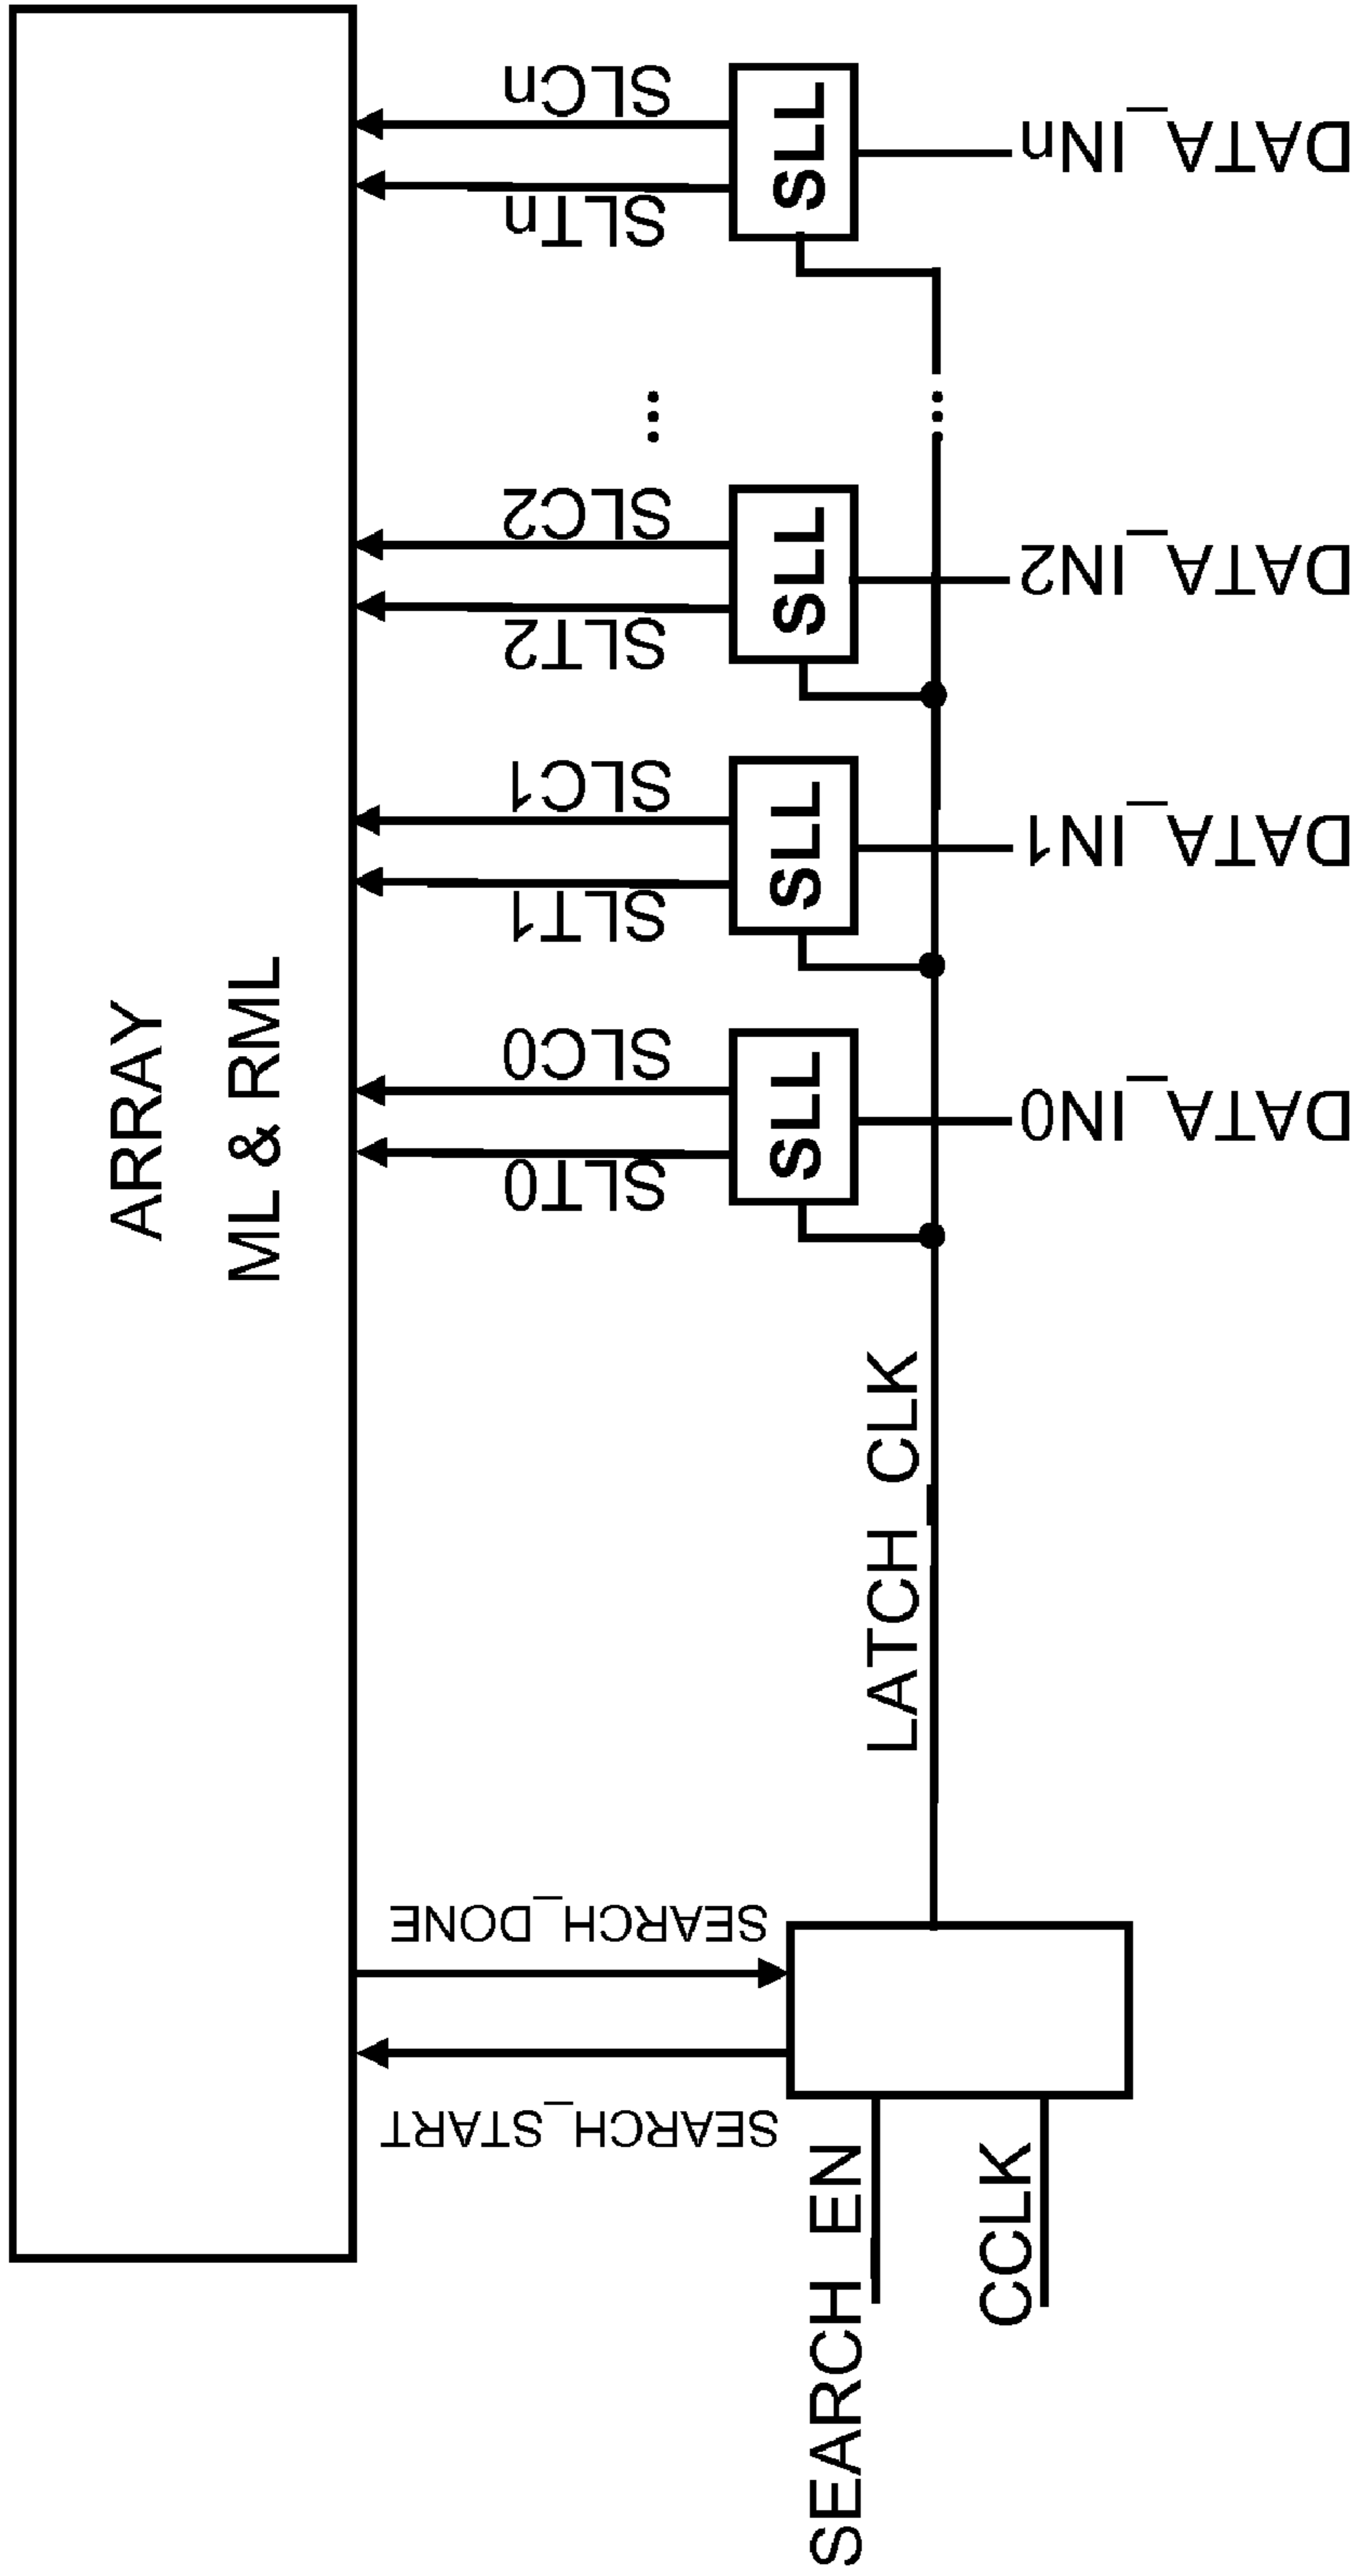 ARRAY
ML & RML
SEARCH_START
SEARCH_DONE
SLT0
SLC0
SLT1
SLC1
SLT2
SLC2
...
SLTn
SLCn
SLL
SLL
SLL
...
SLL
SEARCH_EN
CCLK
LATCH_CLK
DATA_IN0
DATA_IN1
DATA_IN2
DATA_INn